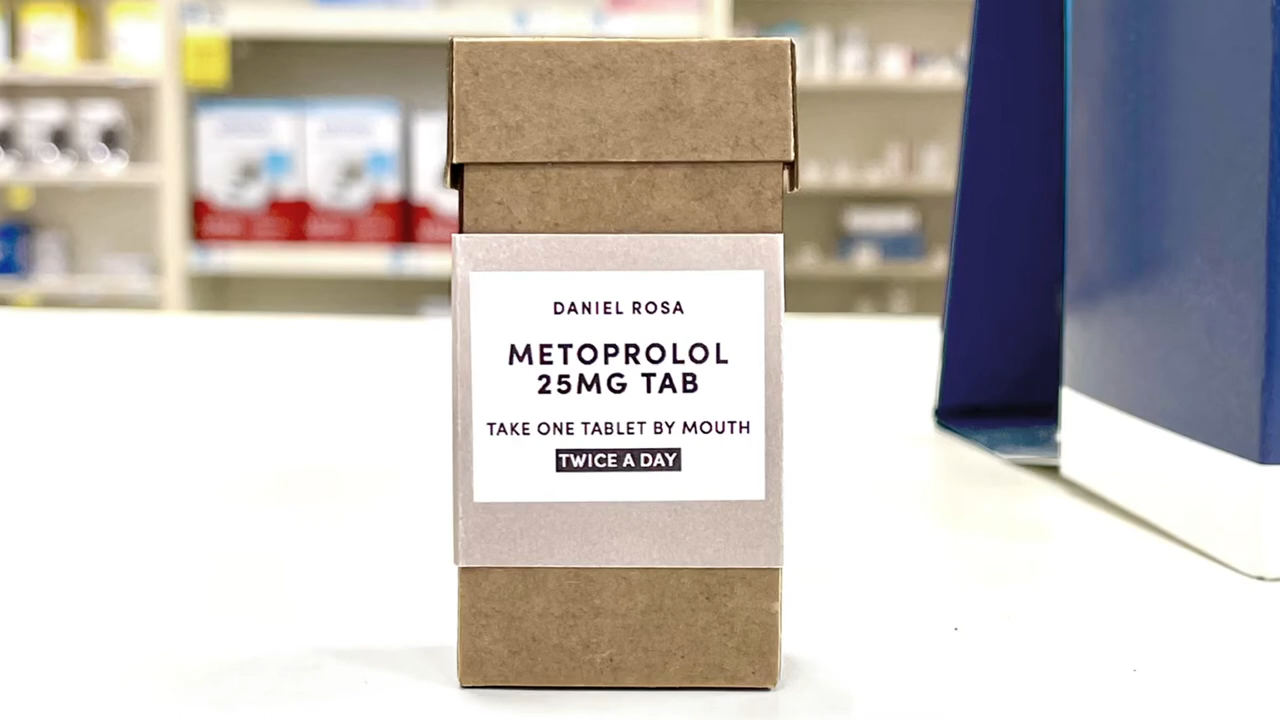 DANIEL ROSA
METOPROLOL
25MG TAB
TAKE ONE TABLET BY MOUTH
TWICE A DAY